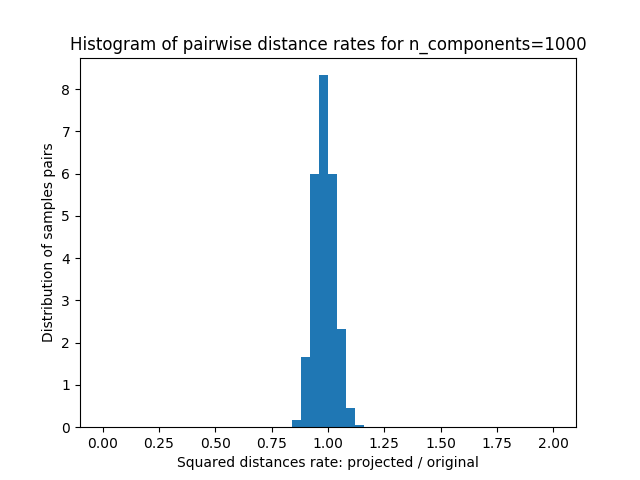 Histogram of pairwise distance rates for n_components=1000
Distribution of samples pairs
8
7
6
5
4
3
2
1
0
0.00 0.25 0.50 0.75 1.00 1.25 1.50 1.75 2.00
Squared distances rate: projected / original